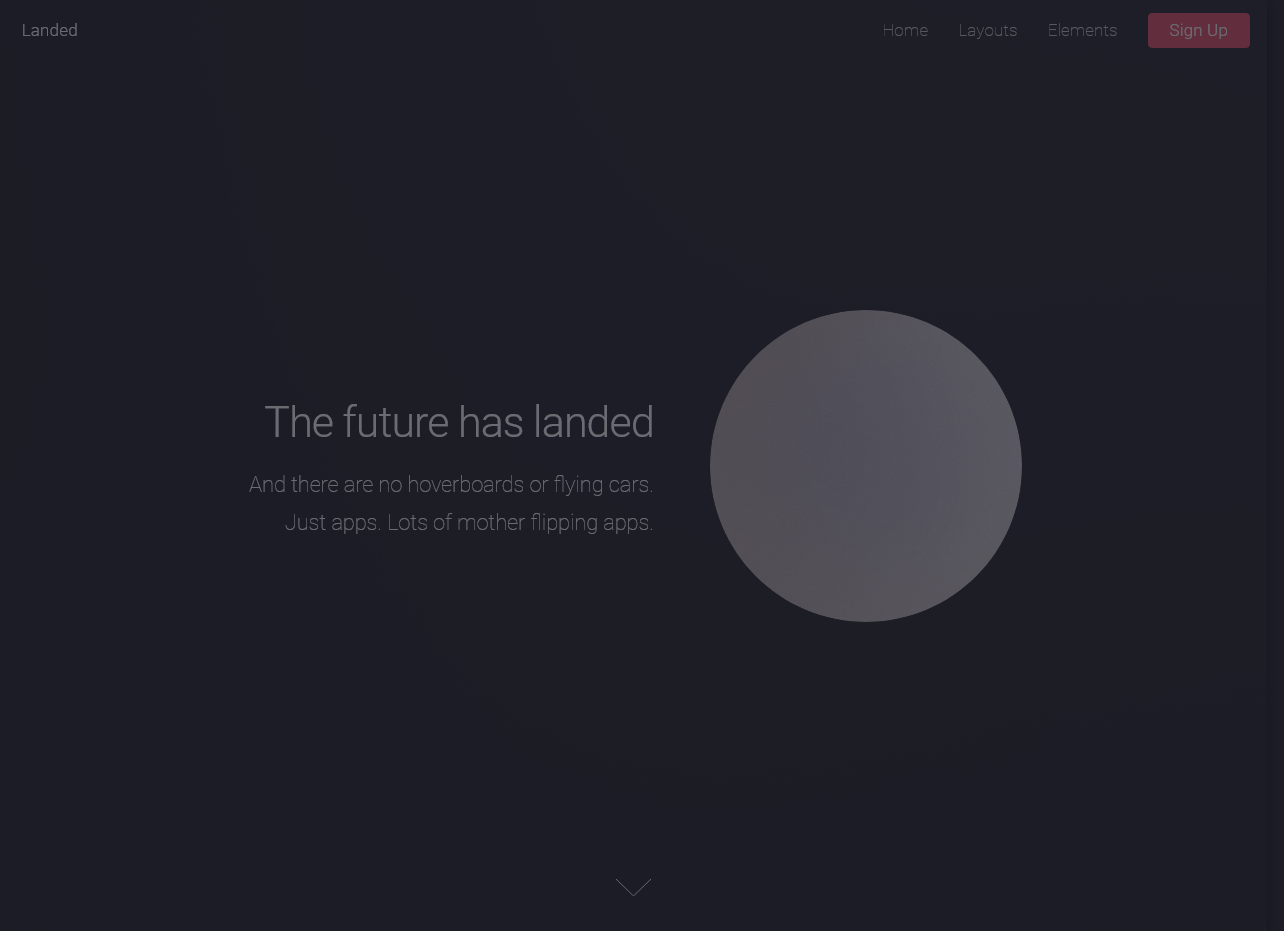 Landed
Home Layouts Elements Sign Up
The future has landed
And there are no hoverboards or flying cars.
Just apps. Lots of mother flipping apps.